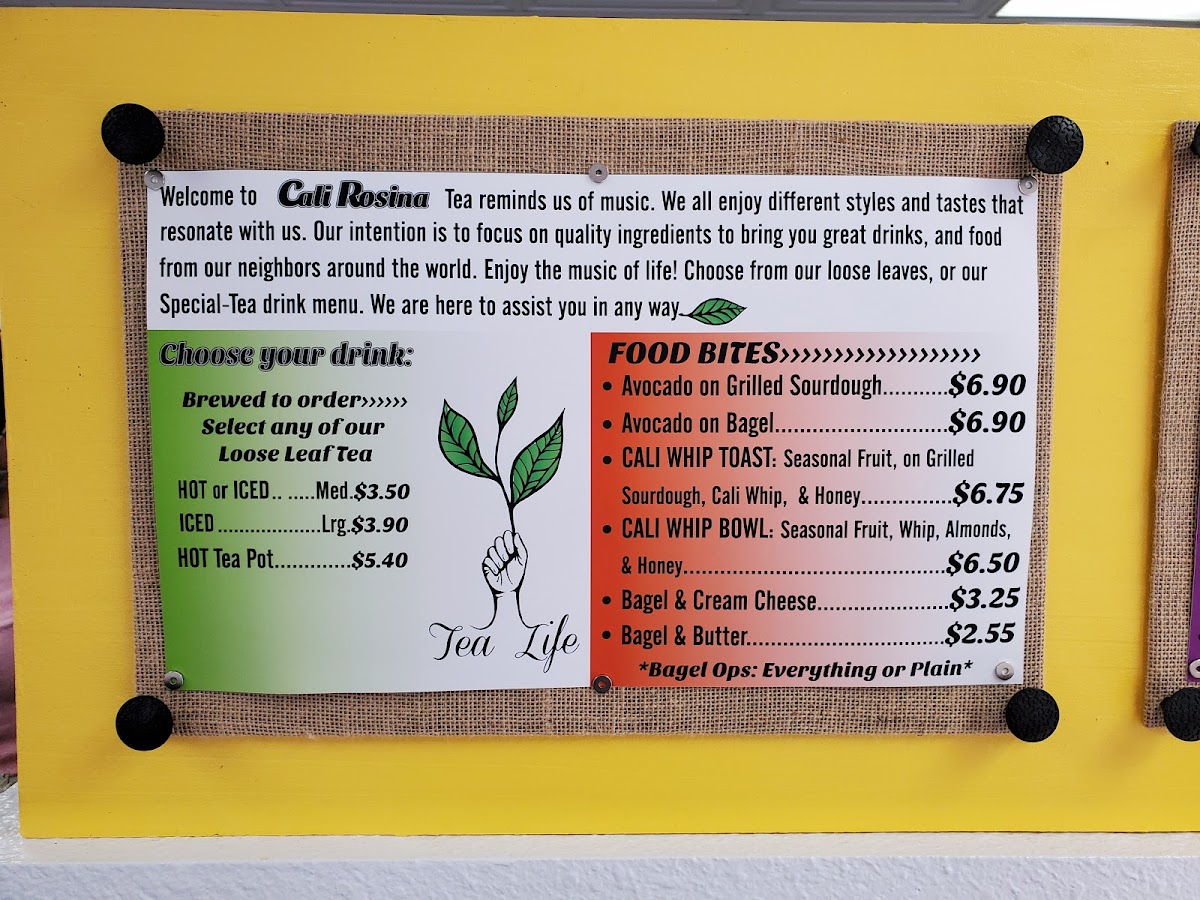 Welcome to Cali Rosina Tea reminds us of music. We all enjoy different styles and tastes that
resonate with us. Our intention is to focus on quality ingredients to bring you great drinks, and food
from our neighbors around the world. Enjoy the music of life! Choose from our loose leaves, or our
Special-Tea drink menu. We are here to assist you in any way.
Choose your drink:
Brewed to order››››››
Select any of our
Loose Leaf Tea
HOT or ICED.. .....Med.$3.50
ICED ...................Lrg.$3.90
HOT Tea Pot.............$5.40
Tea Life
FOOD BITES››››››››››››››››››
• Avocado on Grilled Sourdough..........$6.90
• Avocado on Bagel..........................$6.90
• CALI WHIP TOAST: Seasonal Fruit, on Grilled
Sourdough, Cali Whip, & Honey..............$6.75
• CALI WHIP BOWL: Seasonal Fruit, Whip, Almonds,
& Honey.......................................$6.50
• Bagel & Cream Cheese....................$3.25
• Bagel & Butter..............................$2.55
*Bagel Ops: Everything or Plain*